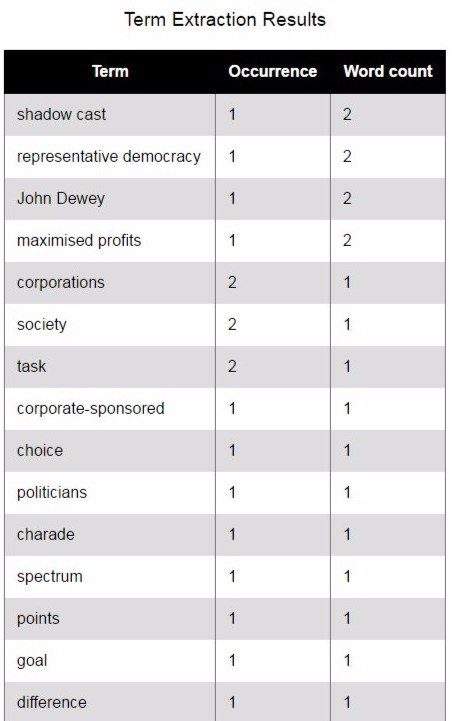 Term Extraction Results
Term Occurrence Word count
shadow cast 1 2
representative democracy 1 2
John Dewey 1 2
maximised profits 1 2
corporations 2 1
society 2 1
task 2 1
corporate-sponsored 1 1
choice 1 1
politicians 1 1
charade 1 1
spectrum 1 1
points 1 1
goal 1 1
difference 1 1